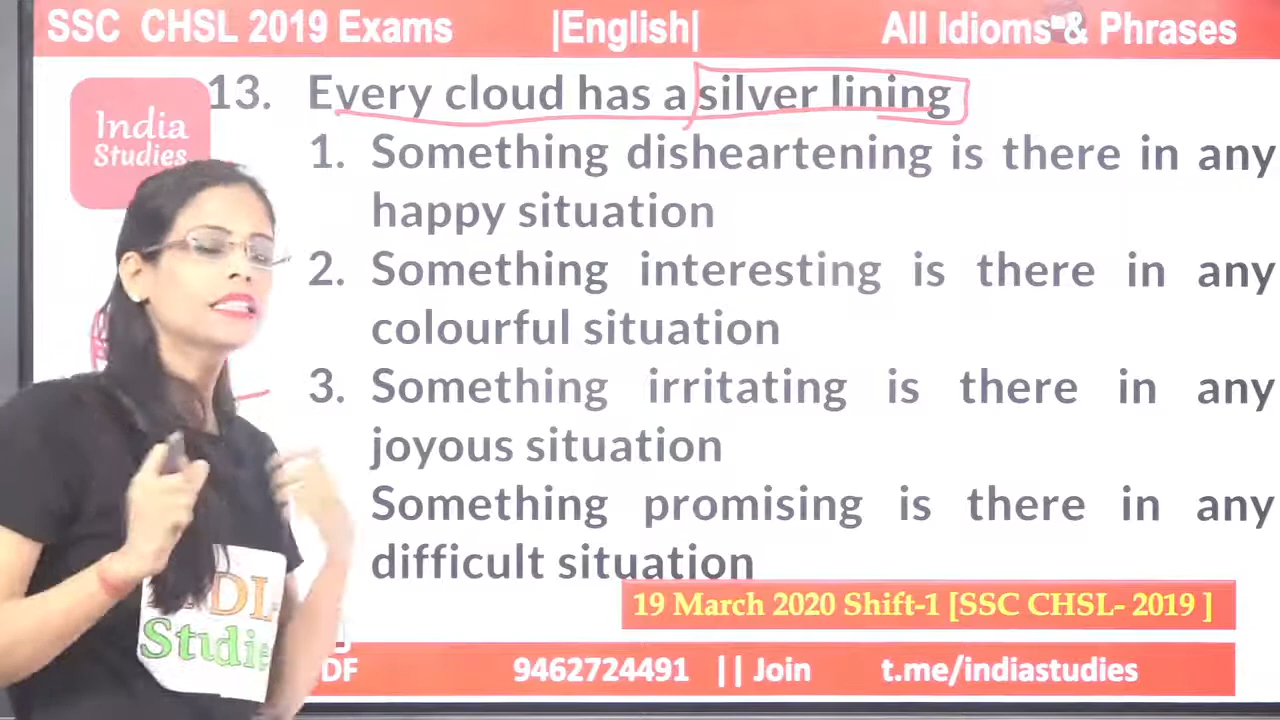 SSC CHSL 2019 Exams |English| All Idioms & Phrases
India
Studies
13. Every cloud has a silver lining
1. Something disheartening is there in any
happy situation
2. Something interesting is there in any
colourful situation
3. Something irritating is there in any
joyous situation
Something promising is there in any
difficult situation
19 March 2020 Shift-1 [SSC CHSL- 2019 ]
Studie
DF 9462724491 || Join t.me/indiastudies